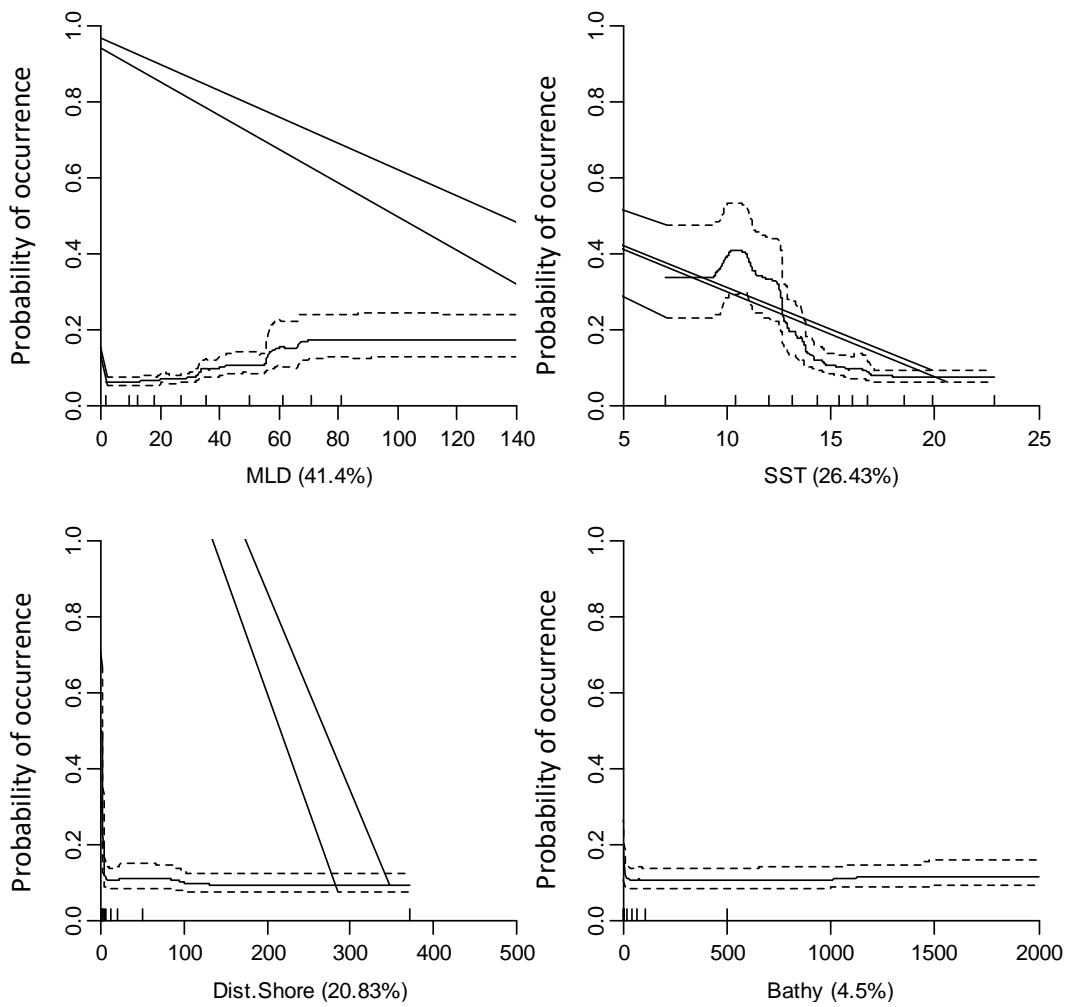 Probability of occurrence
1.0
0.8
0.6
0.4
0.2
0.0
0 20 40 60 80 100 120 140
MLD (41.4%)
Probability of occurrence
1.0
0.8
0.6
0.4
0.2
0.0
5 10 15 20 25
SST (26.43%)
Probability of occurrence
1.0
0.8
0.6
0.4
0.2
0.0
0 100 200 300 400 500
Dist.Shore (20.83%)
Probability of occurrence
1.0
0.8
0.6
0.4
0.2
0.0
0 500 1000 1500 2000
Bathy (4.5%)